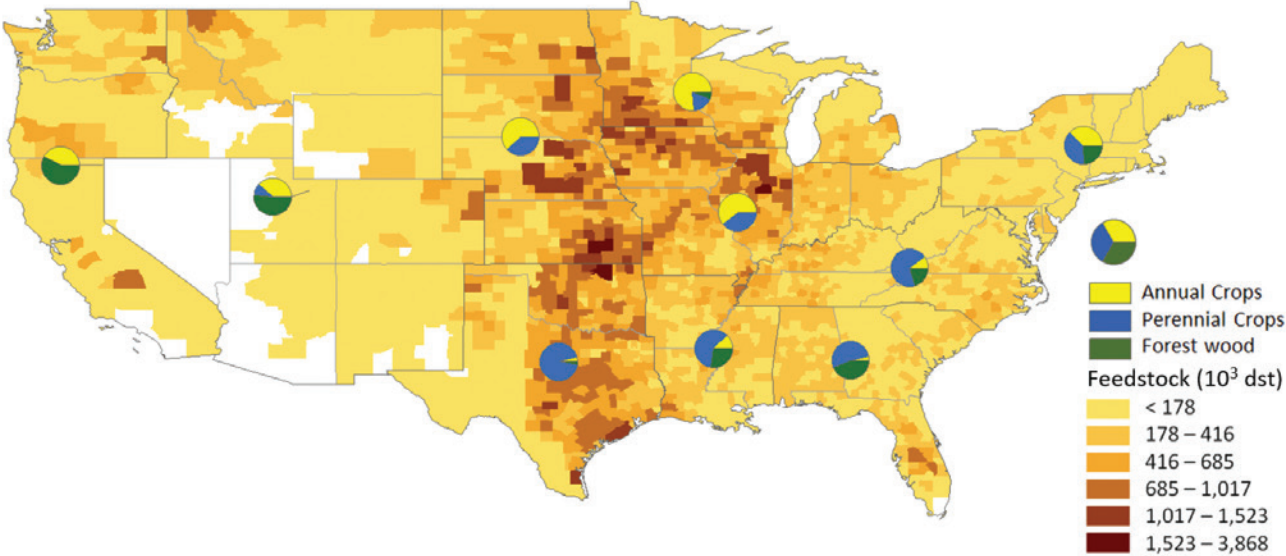 Annual Crops
Perennial Crops
Forest wood
Feedstock (10³ dst)
< 178
178 – 416
416 – 685
685 – 1,017
1,017 – 1,523
1,523 – 3,868